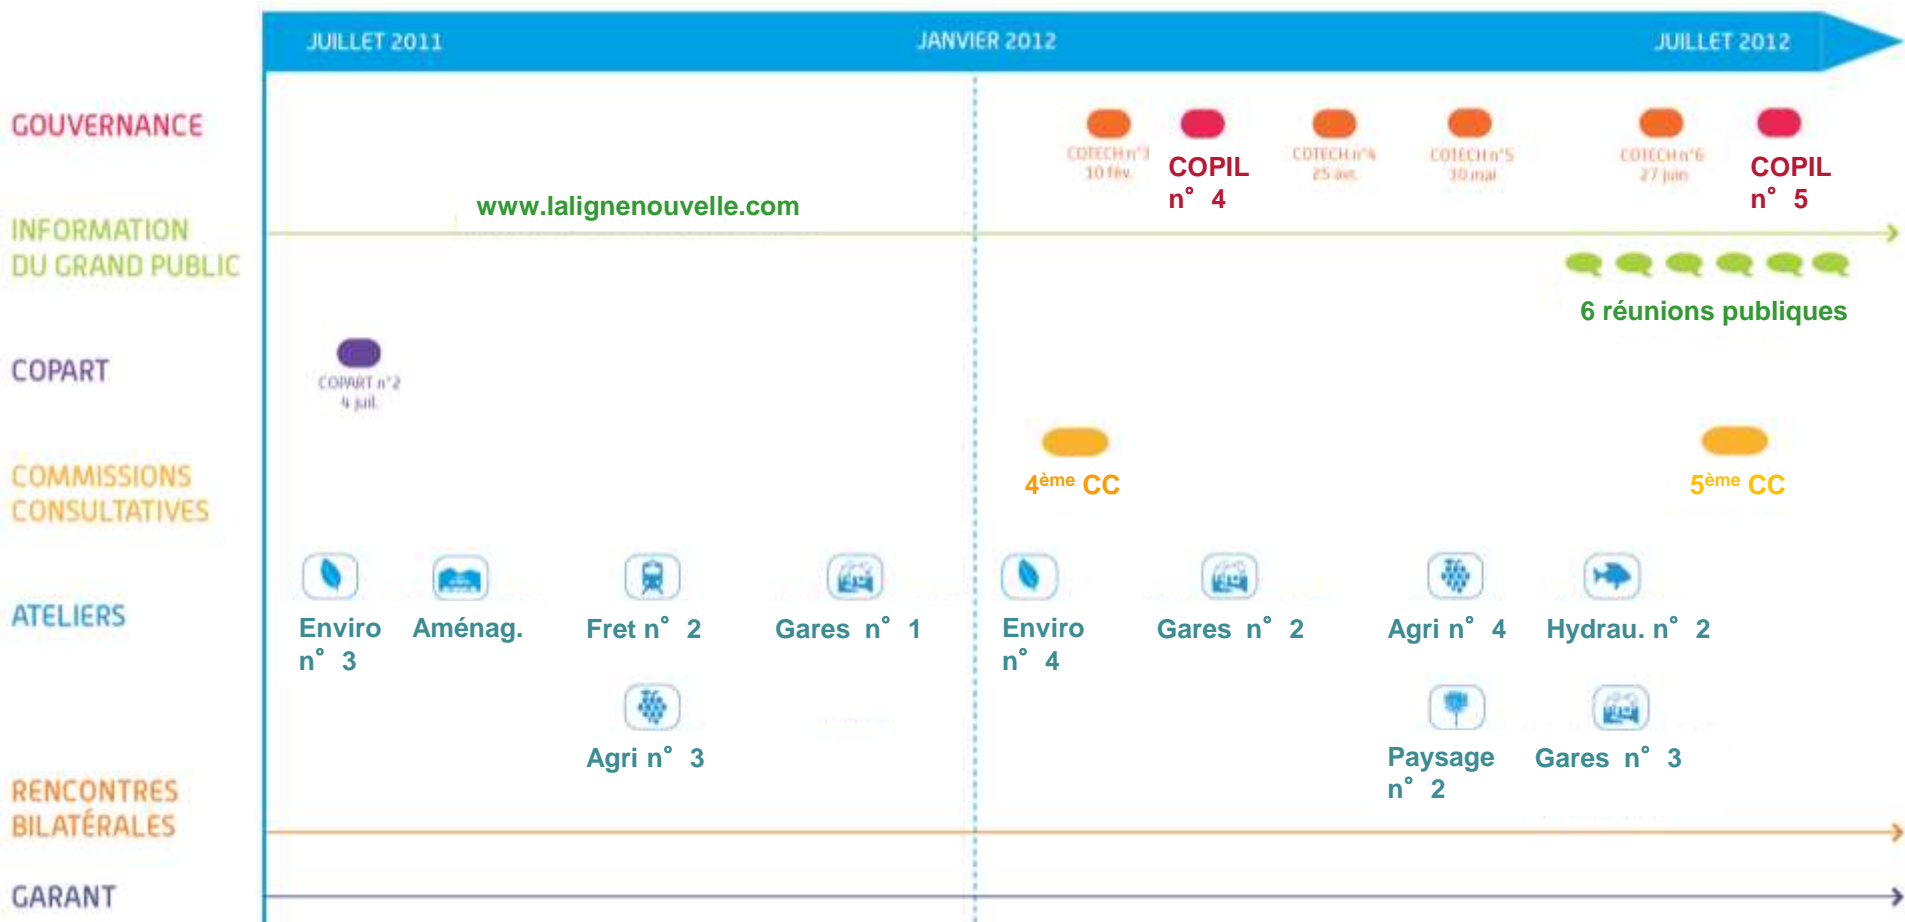 JUILLET 2011
JANVIER 2012
JUILLET 2012
GOUVERNANCE
COTECH n°3
10 fév.
COPIL
n° 4
COTECH n°4
25 avr.
COTECH n°5
30 mai
COTECH n°6
27 juin
COPIL
n° 5
www.lalignenouvelle.com
INFORMATION
DU GRAND PUBLIC
6 réunions publiques
COPART
COPART n°2
4 juil.
COMMISSIONS
CONSULTATIVES
4ème CC
5ème CC
ATELIERS
Enviro
n° 3
Aménag.
Fret n° 2
Gares n° 1
Enviro
n° 4
Gares n° 2
Agri n° 4
Hydrau. n° 2
Agri n° 3
Paysage
n° 2
Gares n° 3
RENCONTRES
BILATÉRALES
GARANT